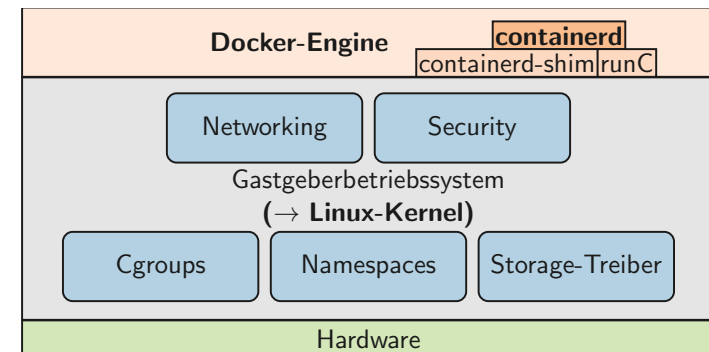 Docker-Engine
containerd
containerd-shim runC
Networking Security
Gastgeberbetriebssystem
(→ Linux-Kernel)
Cgroups Namespaces Storage-Treiber
Hardware